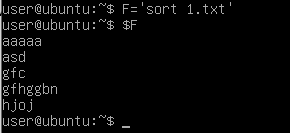 user@ubuntu:~$ F='sort 1.txt'
user@ubuntu:~$ $F
aaaaa
asd
gfc
gfhggbn
hjoj
user@ubuntu:~$ _